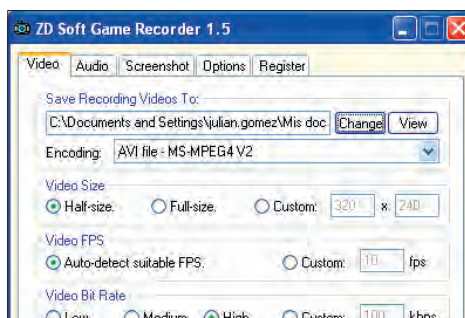 ZD Soft Game Recorder 1.5
Video Audio Screenshot Options Register
Save Recording Videos To:
C:\Documents and Settings\julian.gomez\Mis doc Change View
Encoding: AVI file - MS-MPEG4 V2
Video Size
Half-size. Full-size. Custom: 320 x 240
Video FPS
Auto-detect suitable FPS. Custom: 10 fps
Video Bit Rate
Low Medium High Custom: 100 kbps